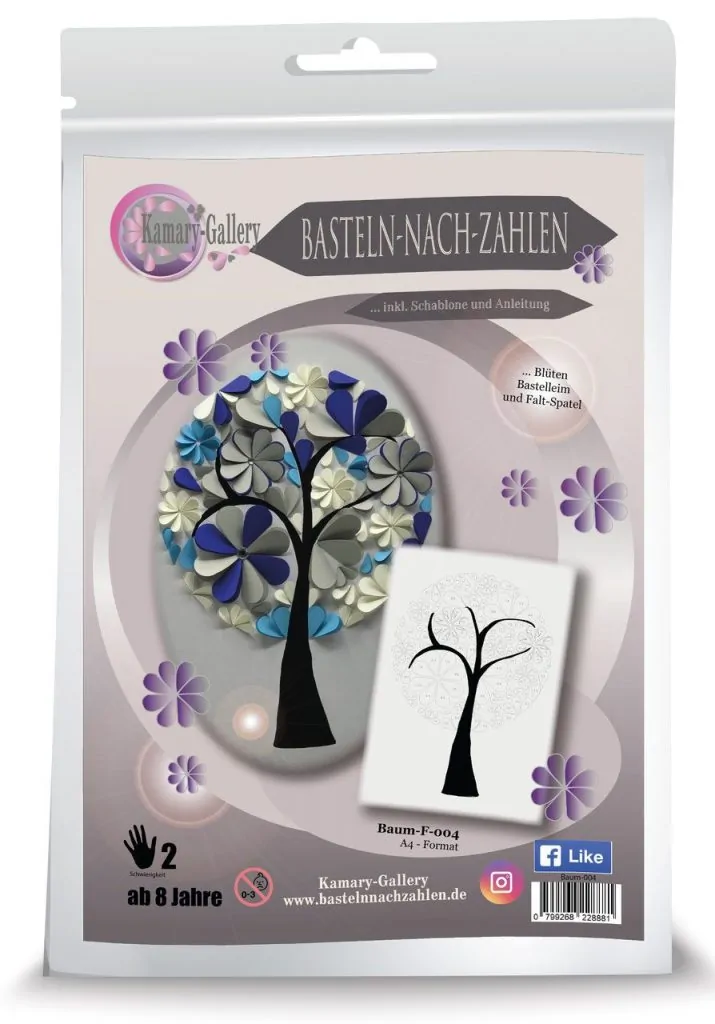 Kamary-Gallery
BASTELN-NACH-ZAHLEN
... inkl. Schablone und Anleitung
... Blüten
Bastelleim
und Falt-Spatel
Baum-F-004
A4 - Format
2
Schwierigkeit
ab 8 Jahre
0-3
Kamary-Gallery
www.bastelnnachzahlen.de
f Like
Baum-004
0 799268 228881